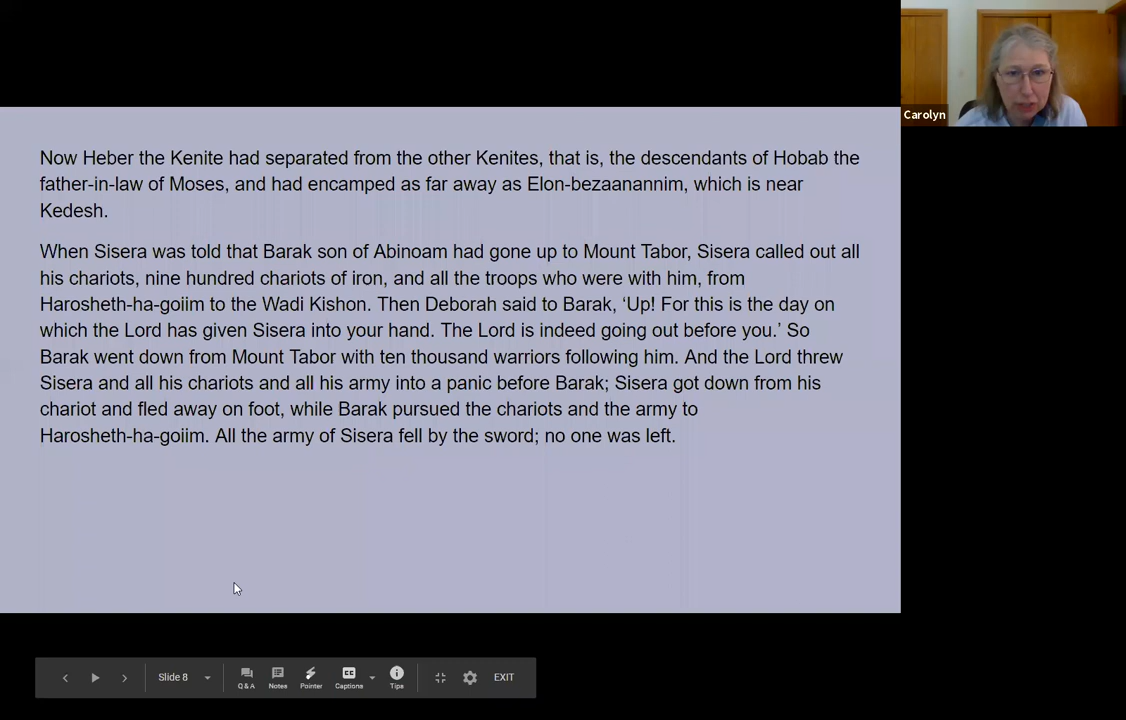 Now Heber the Kenite had separated from the other Kenites, that is, the descendants of Hobab the
father-in-law of Moses, and had encamped as far away as Elon-bezaanannim, which is near
Kedesh.
When Sisera was told that Barak son of Abinoam had gone up to Mount Tabor, Sisera called out all
his chariots, nine hundred chariots of iron, and all the troops who were with him, from
Harosheth-ha-goiim to the Wadi Kishon. Then Deborah said to Barak, ‘Up! For this is the day on
which the Lord has given Sisera into your hand. The Lord is indeed going out before you.’ So
Barak went down from Mount Tabor with ten thousand warriors following him. And the Lord threw
Sisera and all his chariots and all his army into a panic before Barak; Sisera got down from his
chariot and fled away on foot, while Barak pursued the chariots and the army to
Harosheth-ha-goiim. All the army of Sisera fell by the sword; no one was left.
Carolyn
Slide 8
Q & A
Notes
Pointer
CC
Captions
Tips
EXIT